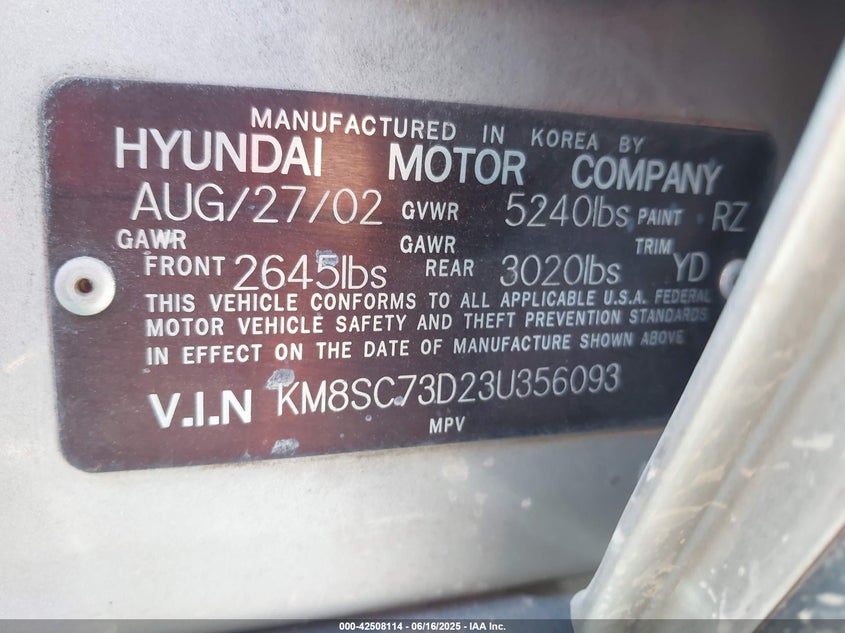 MANUFACTURED IN KOREA BY
HYUNDAI MOTOR COMPANY
AUG/27/02 GVWR 5240lbs PAINT RZ
GAWR GAWR TRIM
FRONT 2645lbs REAR 3020lbs YD
THIS VEHICLE CONFORMS TO ALL APPLICABLE U.S.A. FEDERAL
MOTOR VEHICLE SAFETY AND THEFT PREVENTION STANDARDS
IN EFFECT ON THE DATE OF MANUFACTURE SHOWN ABOVE
V.I.N KM8SC73D23U356093
MPV
000-42508114 - 06/16/2025 - IAA Inc.